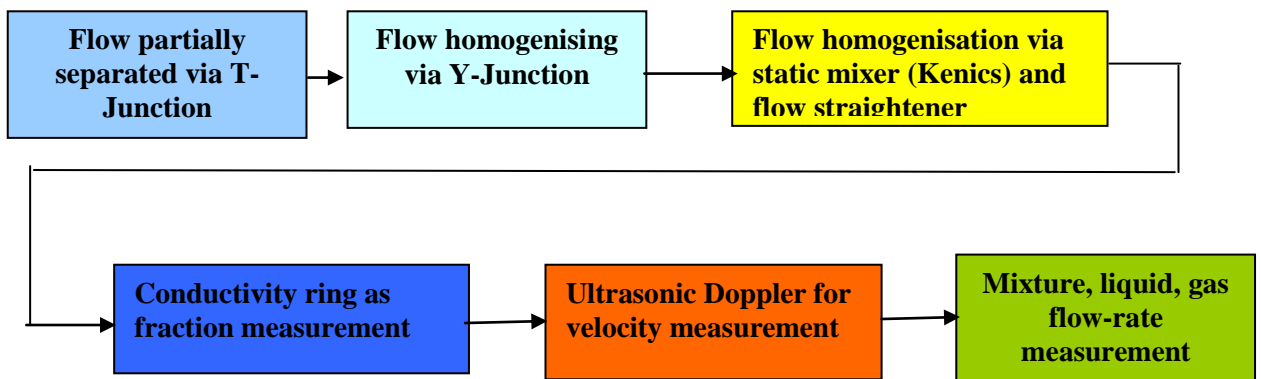 Flow partially
separated via T-
Junction
Flow homogenising
via Y-Junction
Flow homogenisation via
static mixer (Kenics) and
flow straightener
Conductivity ring as
fraction measurement
Ultrasonic Doppler for
velocity measurement
Mixture, liquid, gas
flow-rate
measurement